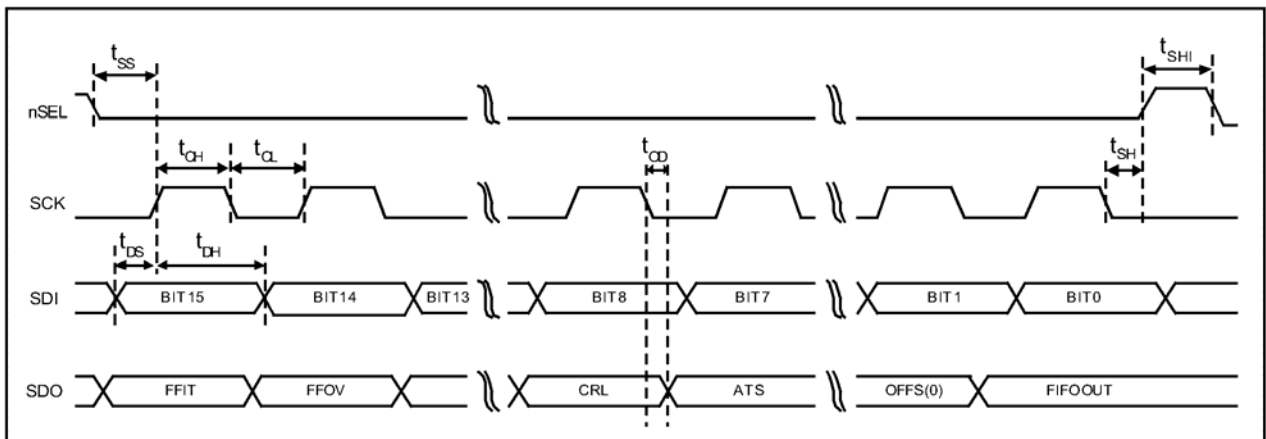 tSS
tSHI
nSEL
tCH
tCL
tOD
tSH
SCK
tDS
tDH
SDI
BIT15
BIT14
BIT13
BIT8
BIT7
BIT1
BIT0
SDO
FFIT
FFOV
CRL
ATS
OFFS(0)
FIFOOUT